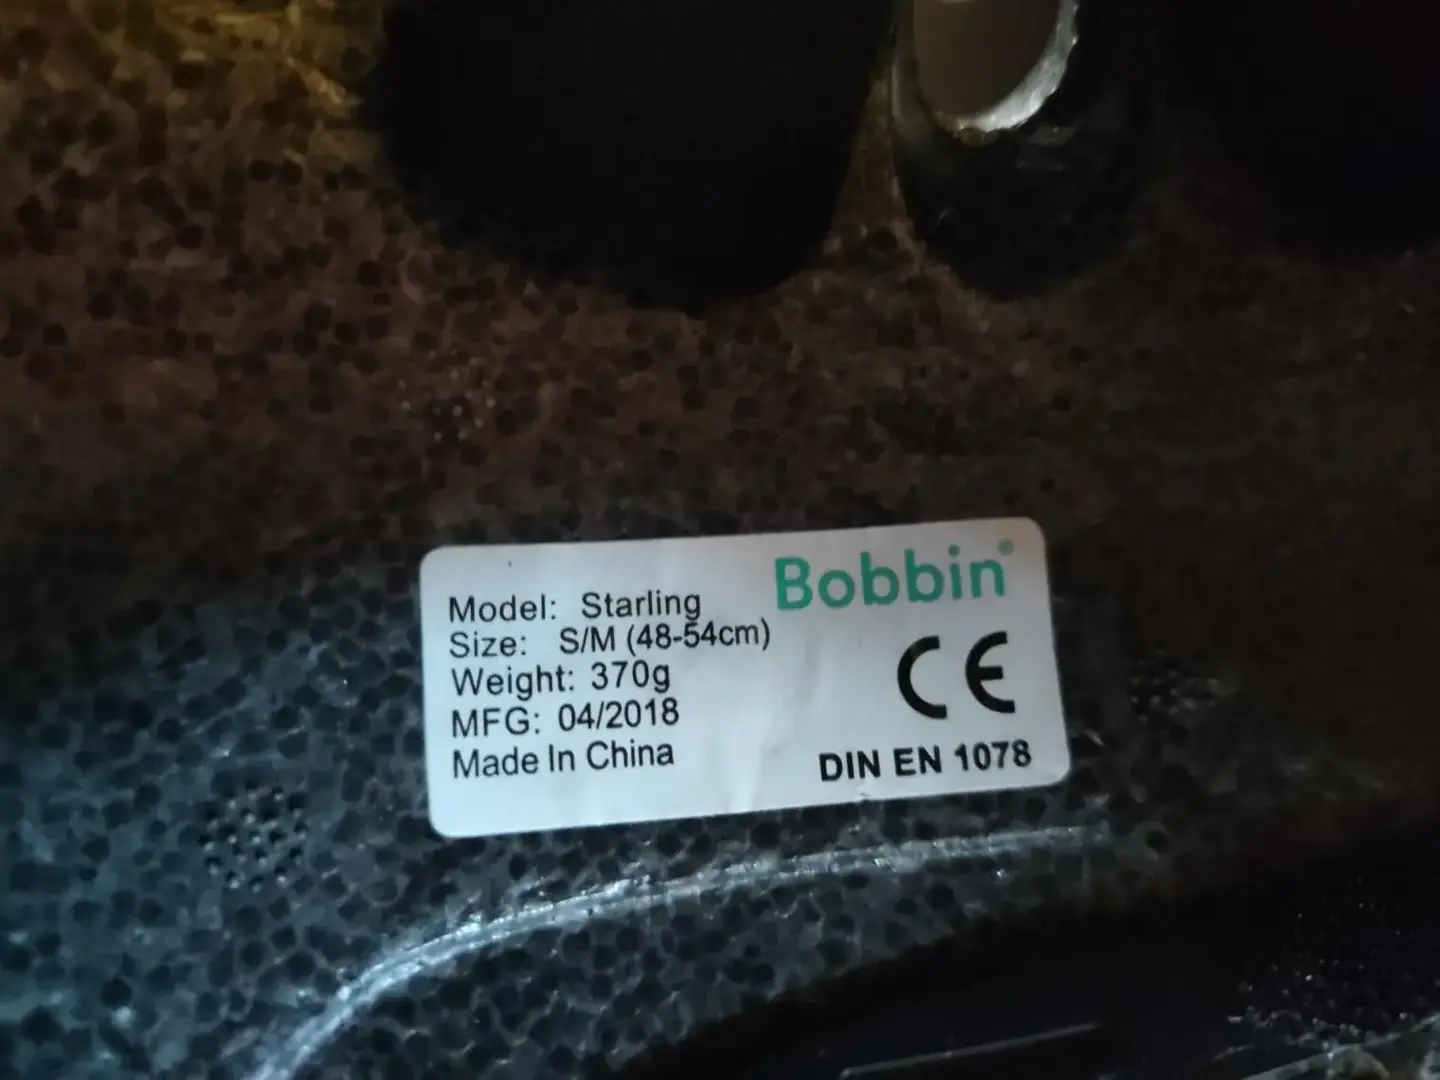 Bobbin®
Model: Starling
Size: S/M (48-54cm)
Weight: 370g
MFG: 04/2018
Made In China
CE
DIN EN 1078